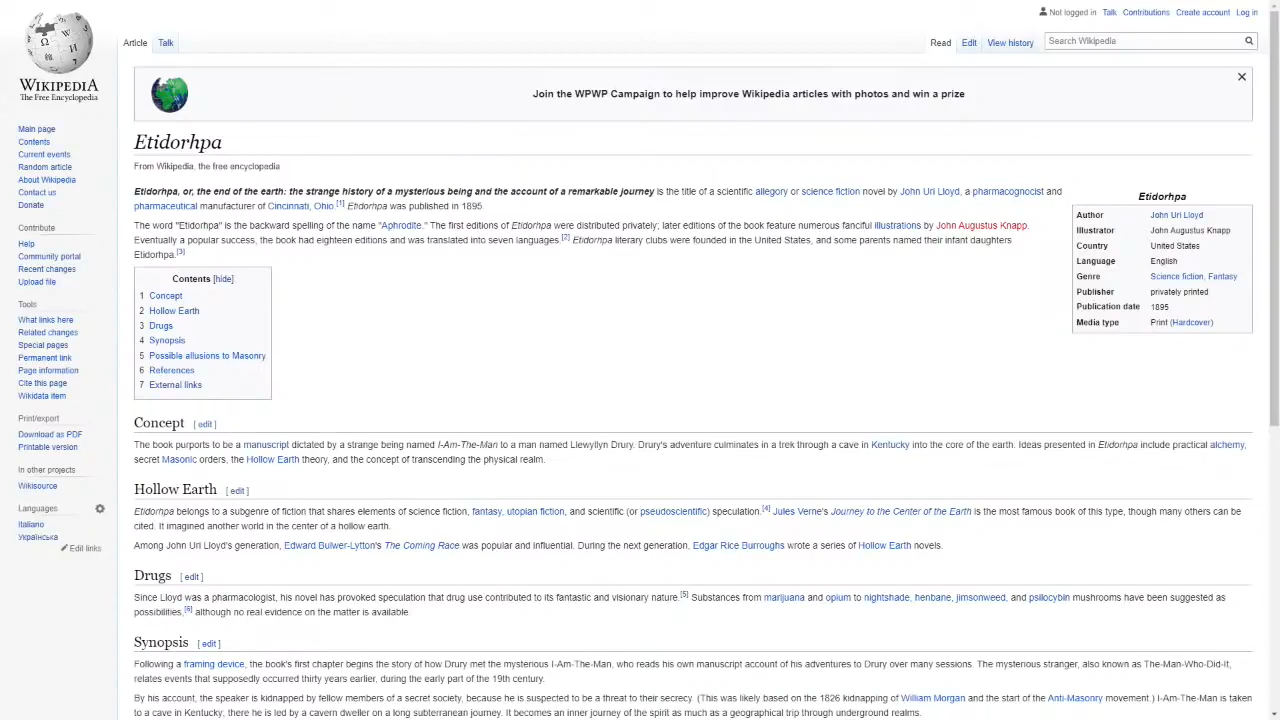 Not logged in Talk Contributions Create account Log in
Article Talk Read Edit View history Search Wikipedia
WIKIPEDIA
The Free Encyclopedia
Join the WPWP Campaign to help improve Wikipedia articles with photos and win a prize
Main page
Contents
Current events
Random article
About Wikipedia
Contact us
Donate
Contribute
Help
Community portal
Recent changes
Upload file
Tools
What links here
Related changes
Special pages
Permanent link
Page information
Cite this page
Wikidata item
Print/export
Download as PDF
Printable version
In other projects
Wikisource
Languages
Italiano
Українська
Edit links
Etidorhpa
From Wikipedia, the free encyclopedia
Etidorhpa, or, the end of the earth: the strange history of a mysterious being and the account of a remarkable journey is the title of a scientific allegory or science fiction novel by John Uri Lloyd, a pharmacognocist and
pharmaceutical manufacturer of Cincinnati, Ohio.[1] Etidorhpa was published in 1895.
The word "Etidorhpa" is the backward spelling of the name "Aphrodite." The first editions of Etidorhpa were distributed privately; later editions of the book feature numerous fanciful illustrations by John Augustus Knapp.
Eventually a popular success, the book had eighteen editions and was translated into seven languages.[2] Etidorhpa literary clubs were founded in the United States, and some parents named their infant daughters
Etidorhpa.[3]
Etidorhpa
Author John Uri Lloyd
Illustrator John Augustus Knapp
Country United States
Language English
Genre Science fiction, Fantasy
Publisher privately printed
Publication date 1895
Media type Print (Hardcover)
Contents [hide]
1 Concept
2 Hollow Earth
3 Drugs
4 Synopsis
5 Possible allusions to Masonry
6 References
7 External links
Concept [ edit ]
The book purports to be a manuscript dictated by a strange being named I-Am-The-Man to a man named Llewyllyn Drury. Drury's adventure culminates in a trek through a cave in Kentucky into the core of the earth. Ideas presented in Etidorhpa include practical alchemy,
secret Masonic orders, the Hollow Earth theory, and the concept of transcending the physical realm.
Hollow Earth [ edit ]
Etidorhpa belongs to a subgenre of fiction that shares elements of science fiction, fantasy, utopian fiction, and scientific (or pseudoscientific) speculation.[4] Jules Verne's Journey to the Center of the Earth is the most famous book of this type, though many others can be
cited. It imagined another world in the center of a hollow earth.
Among John Uri Lloyd's generation, Edward Bulwer-Lytton's The Coming Race was popular and influential. During the next generation, Edgar Rice Burroughs wrote a series of Hollow Earth novels.
Drugs [ edit ]
Since Lloyd was a pharmacologist, his novel has provoked speculation that drug use contributed to its fantastic and visionary nature.[5] Substances from marijuana and opium to nightshade, henbane, jimsonweed, and psilocybin mushrooms have been suggested as
possibilities,[6] although no real evidence on the matter is available.
Synopsis [ edit ]
Following a framing device, the book's first chapter begins the story of how Drury met the mysterious I-Am-The-Man, who reads his own manuscript account of his adventures to Drury over many sessions. The mysterious stranger, also known as The-Man-Who-Did-It,
relates events that supposedly occurred thirty years earlier, during the early part of the 19th century.
By his account, the speaker is kidnapped by fellow members of a secret society, because he is suspected to be a threat to their secrecy. (This was likely based on the 1826 kidnapping of William Morgan and the start of the Anti-Masonry movement.) I-Am-The-Man is taken
to a cave in Kentucky; there he is led by a cavern dweller on a long subterranean journey. It becomes an inner journey of the spirit as much as a geographical trip through underground realms.